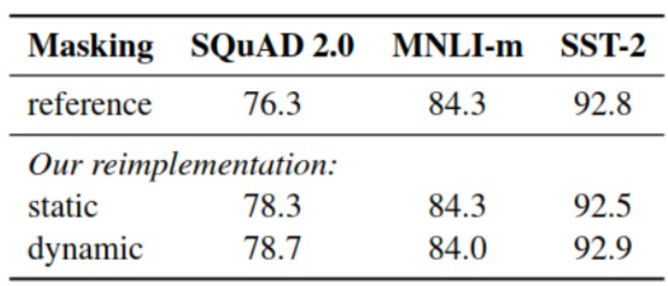 Masking SQuAD 2.0 MNLI-m SST-2
reference 76.3 84.3 92.8
Our reimplementation:
static 78.3 84.3 92.5
dynamic 78.7 84.0 92.9